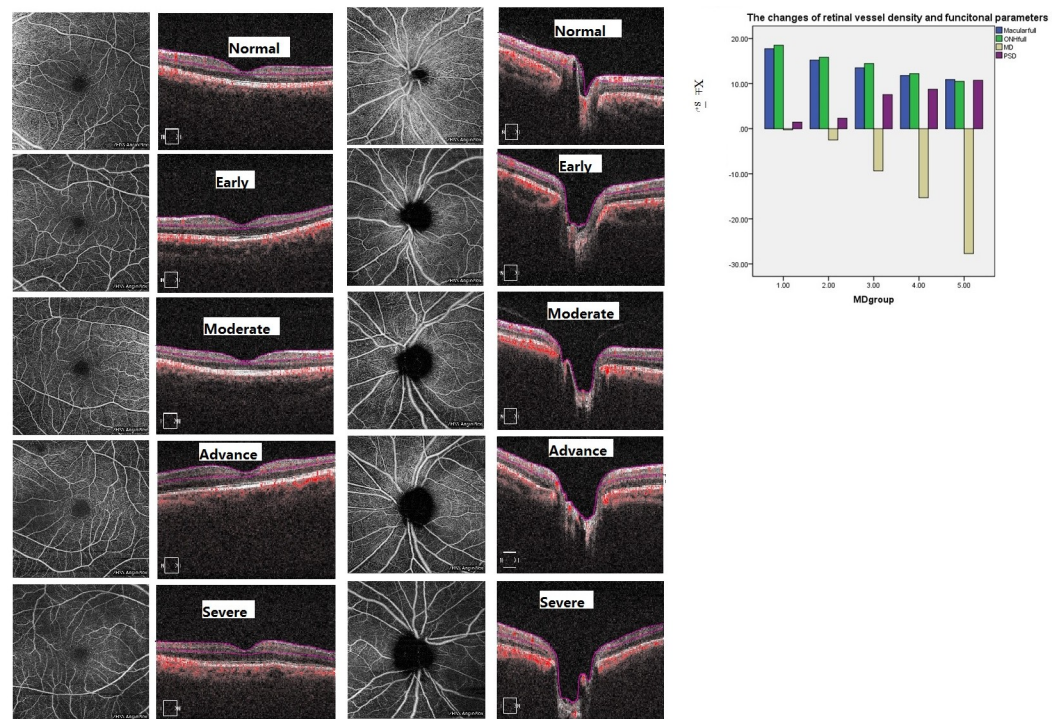 Normal
Normal
Early
Early
Moderate
Moderate
Advance
Advance
Severe
Severe
The changes of retinal vessel density and funcitonal parameters
Macularfull
ONHfull
MD
PSD
20.00
10.00
.00
-10.00
-20.00
-30.00
1.00 2.00 3.00 4.00 5.00
MDgroup